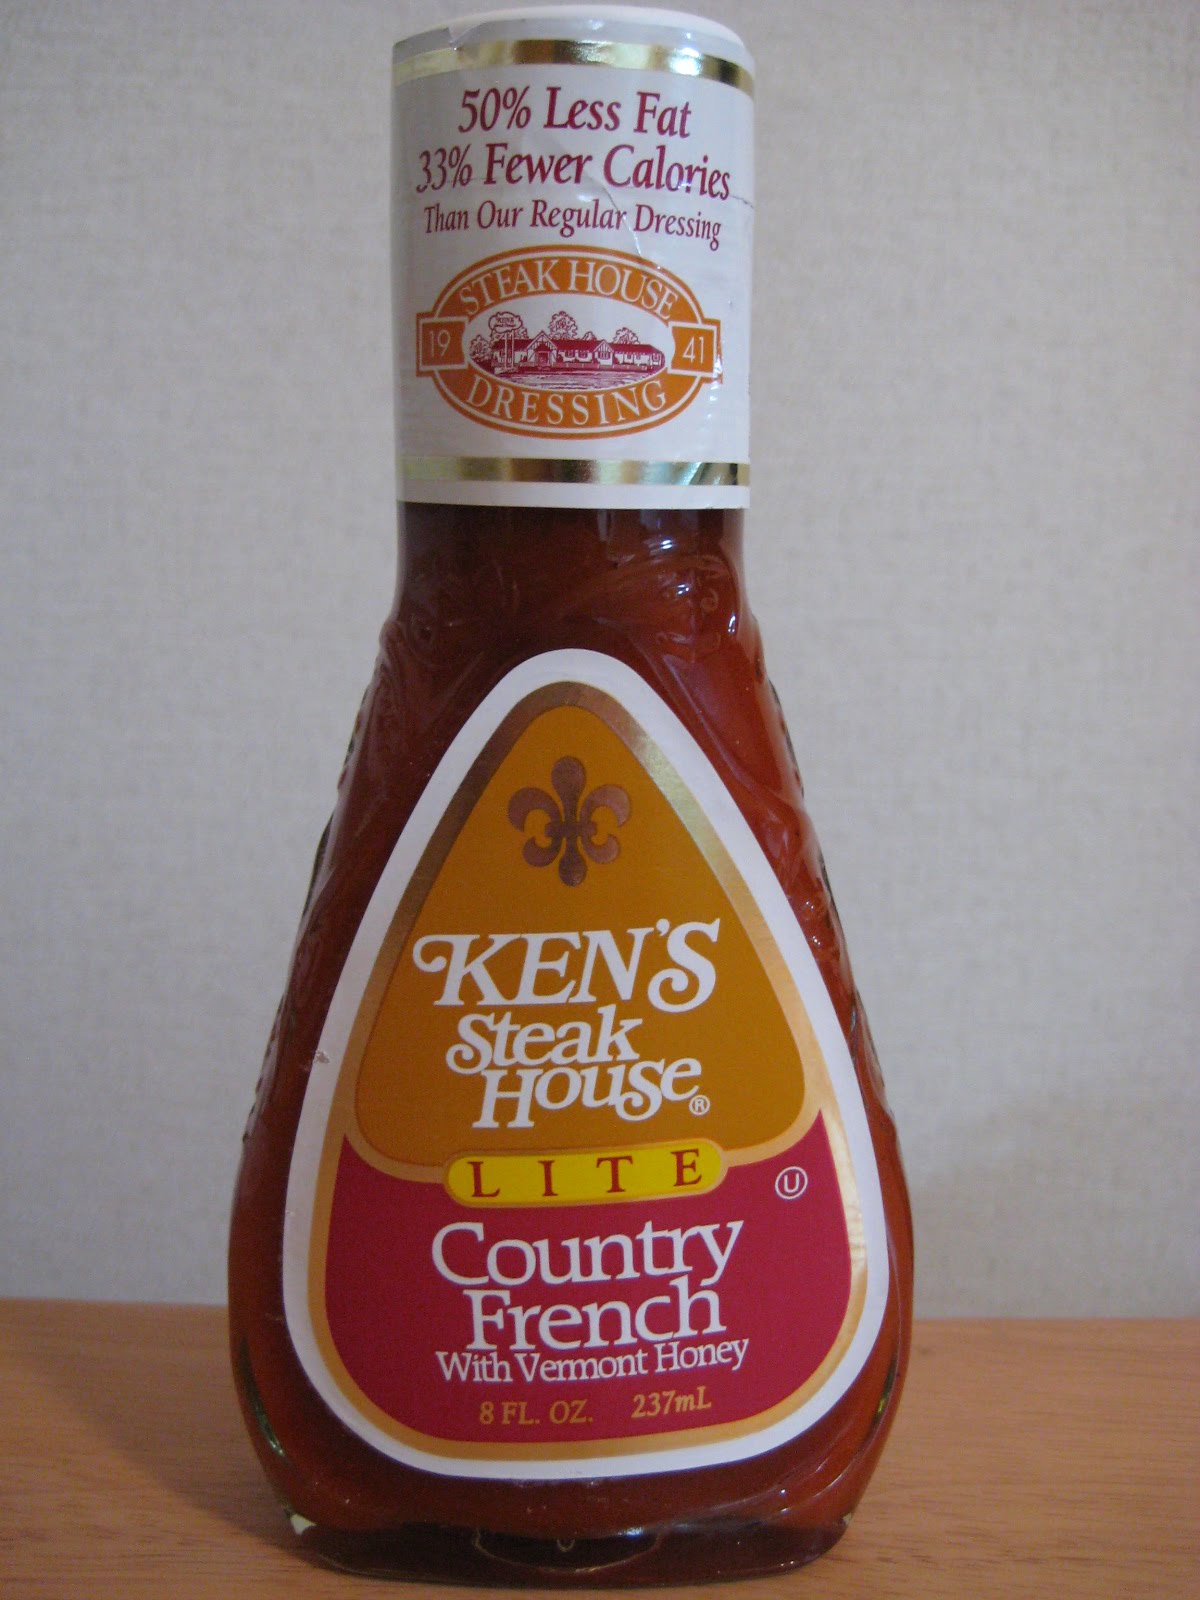 50% Less Fat
33% Fewer Calories
Than Our Regular Dressing
STEAK HOUSE
19 41
DRESSING
KEN'S
Steak
House®
LITE
U
Country
French
With Vermont Honey
8 FL. OZ. 237mL